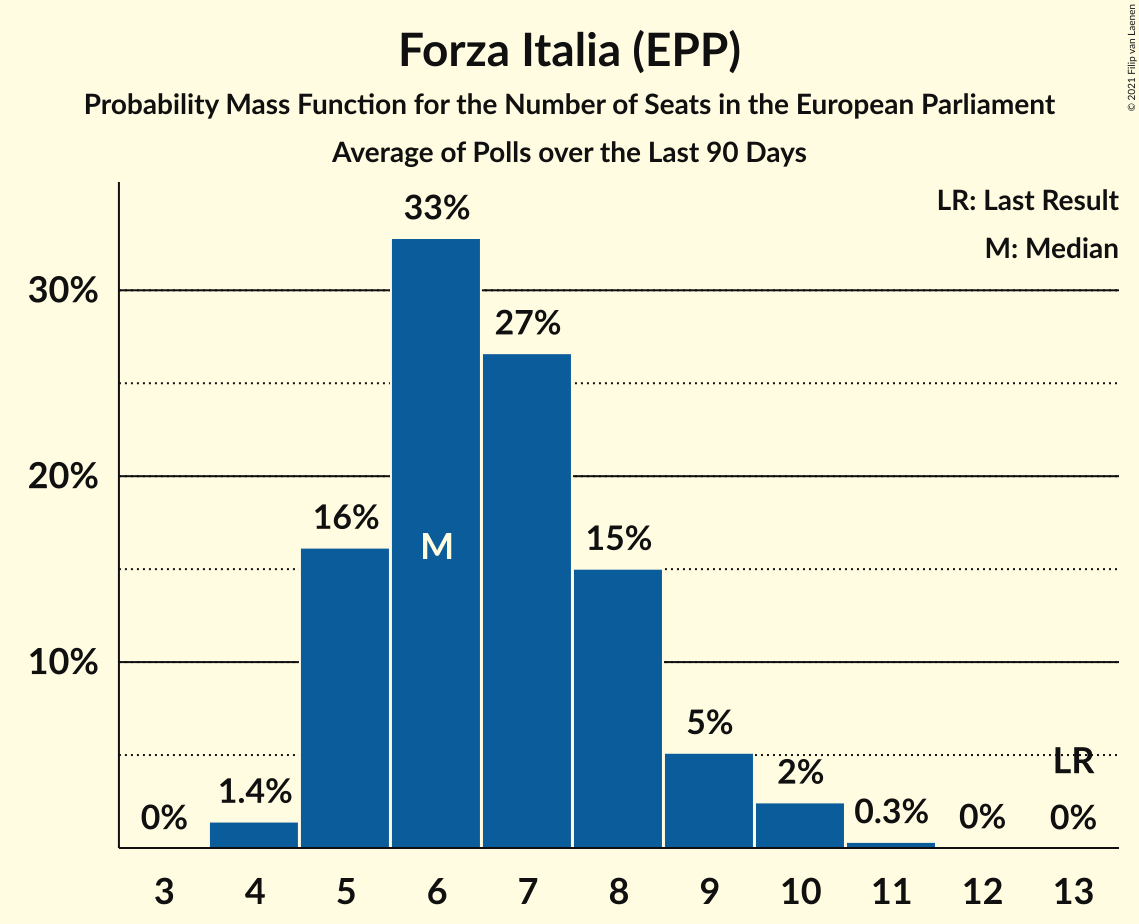 Forza Italia (EPP)
Probability Mass Function for the Number of Seats in the European Parliament
Average of Polls over the Last 90 Days
© 2021 Filip van Laenen
LR: Last Result
M: Median
33%
30%
27%
20%
16%
M
15%
10%
5%
LR
2%
1.4%
0.3%
0%
0%
0%
3 4 5 6 7 8 9 10 11 12 13